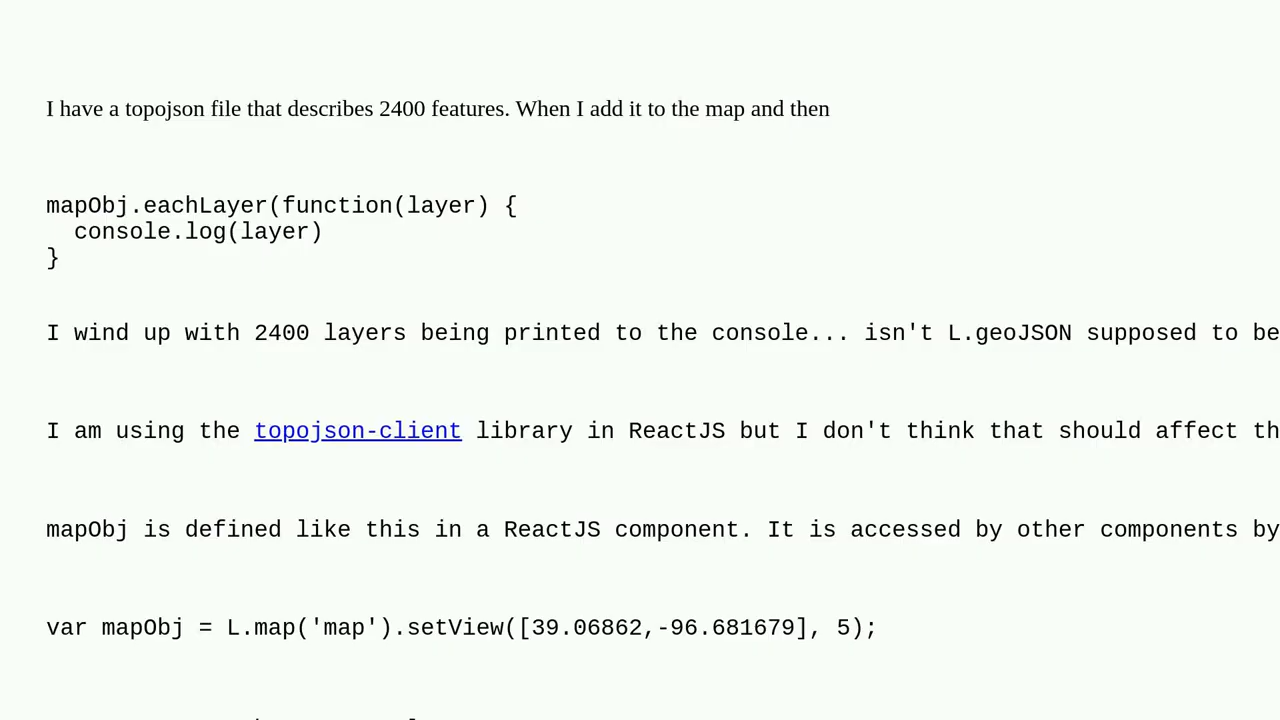 I have a topojson file that describes 2400 features. When I add it to the map and then
mapObj.eachLayer(function(layer) {
  console.log(layer)
}
I wind up with 2400 layers being printed to the console... isn't L.geoJSON supposed to be
I am using the topojson-client library in ReactJS but I don't think that should affect th
mapObj is defined like this in a ReactJS component. It is accessed by other components by
var mapObj = L.map('map').setView([39.06862,-96.681679], 5);